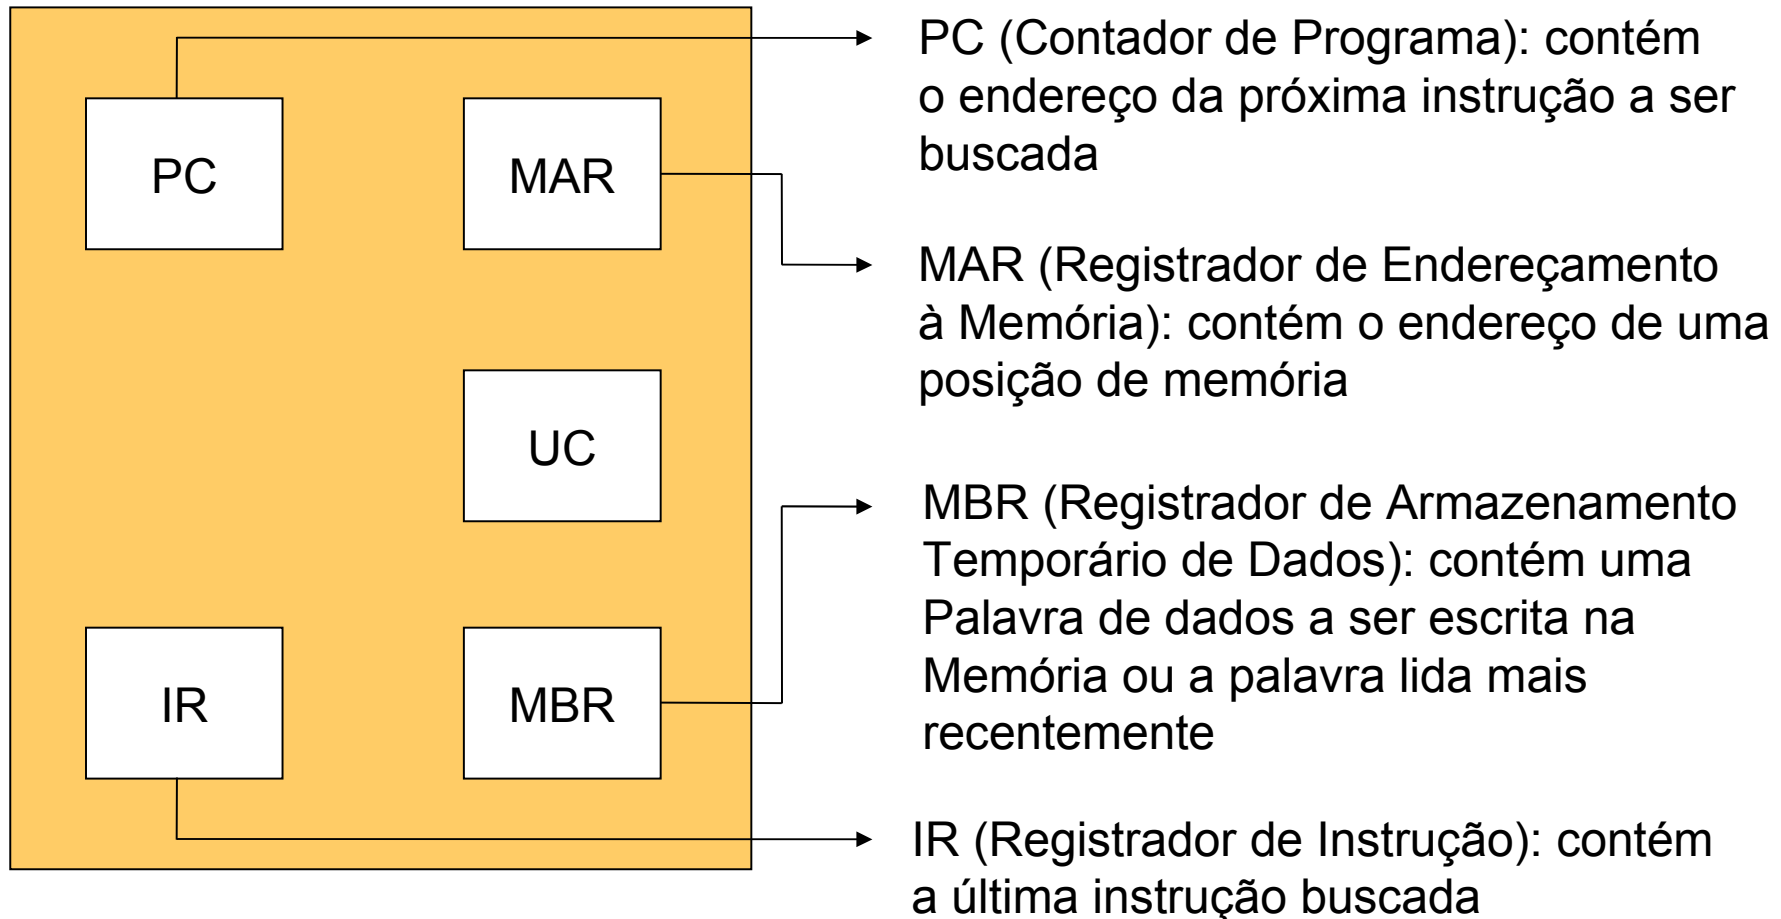 PC
MAR
UC
IR
MBR
PC (Contador de Programa): contém
o endereço da próxima instrução a ser
buscada
MAR (Registrador de Endereçamento
à Memória): contém o endereço de uma
posição de memória
MBR (Registrador de Armazenamento
Temporário de Dados): contém uma
Palavra de dados a ser escrita na
Memória ou a palavra lida mais
recentemente
IR (Registrador de Instrução): contém
a última instrução buscada